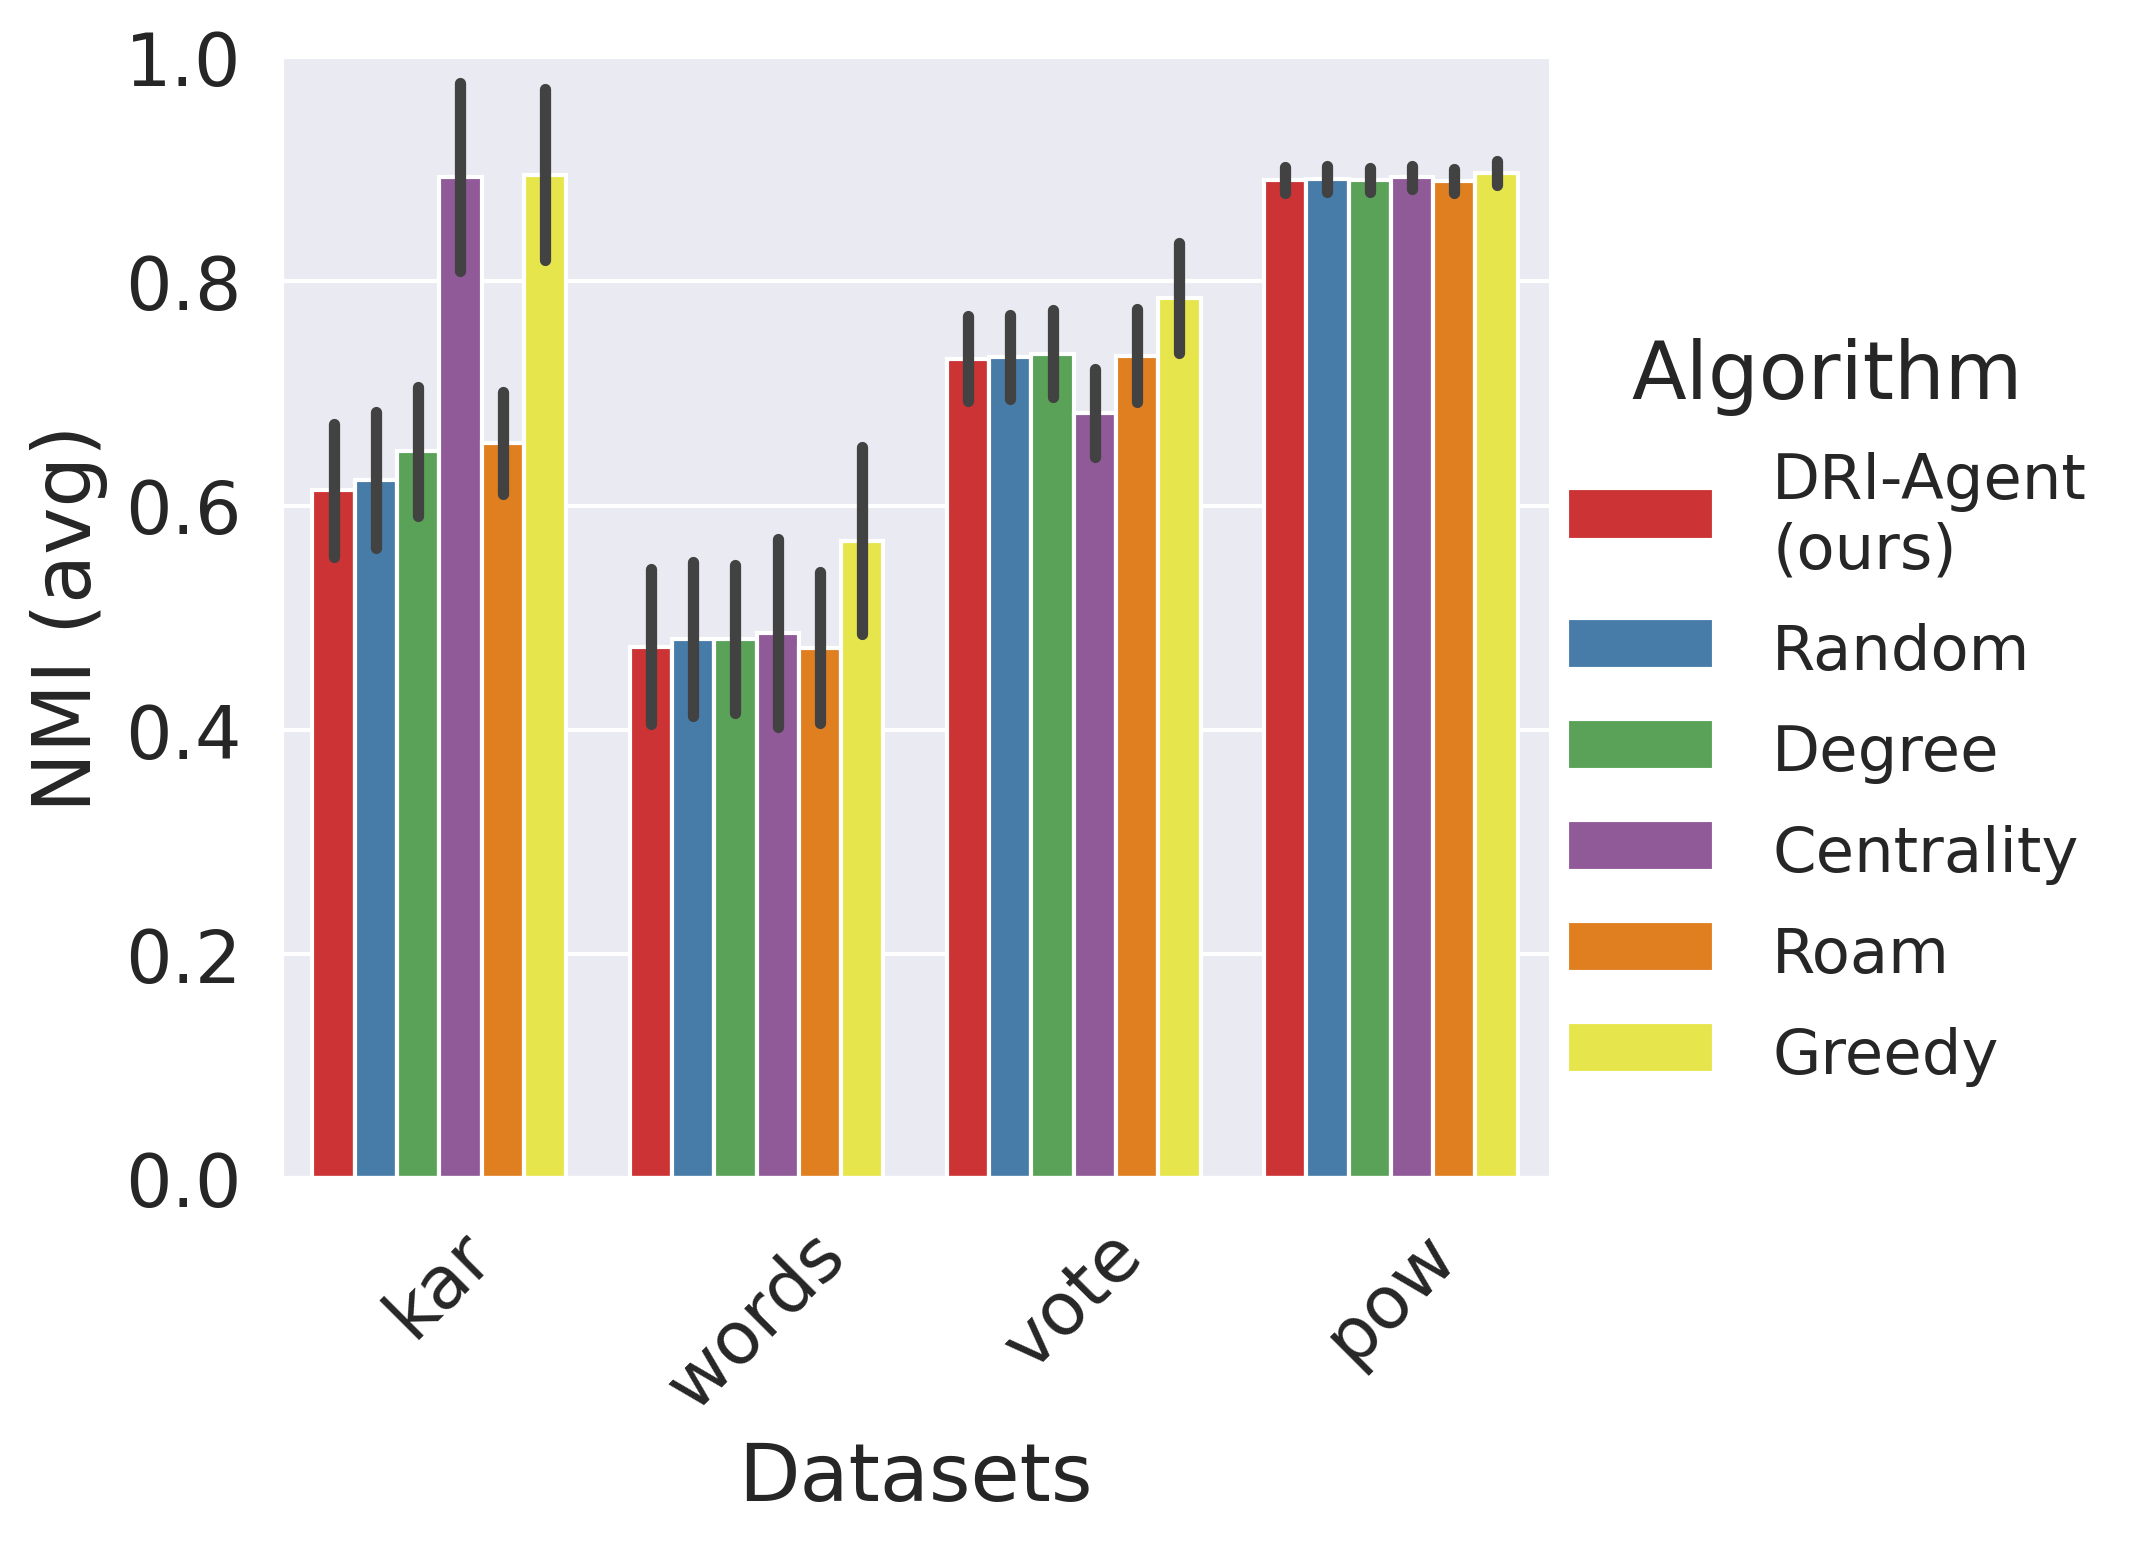 1.0
0.8
0.6
0.4
0.2
0.0
NMI (avg)
kar
words
vote
pow
Datasets
Algorithm
DRl-Agent
(ours)
Random
Degree
Centrality
Roam
Greedy